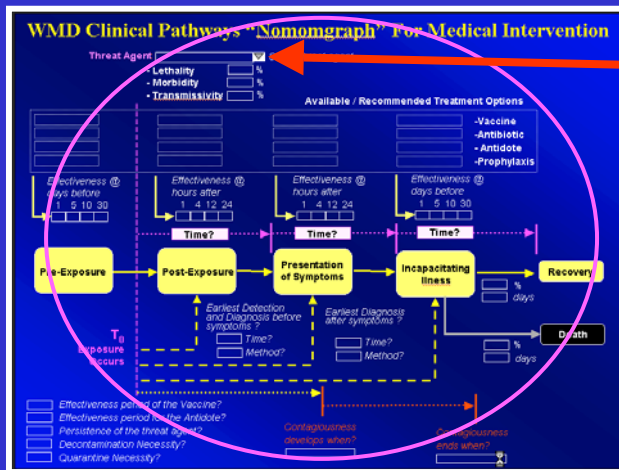 WMD Clinical Pathways "Nomomgraph" For Medical Intervention
Threat Agent
- Lethality %
- Morbidity %
- Transmissivity %
Available / Recommended Treatment Options
-Vaccine
-Antibiotic
- Antidote
-Prophylaxis
Effectiveness @ Effectiveness @ Effectiveness @ Effectiveness @
days before hours after hours after days before
1 5 10 30 1 4 12 24 1 4 12 24 1 5 10 30
Time? Time? Time?
Pre-Exposure Post-Exposure Presentation of Symptoms Incapacitating Illness Recovery
%
days
Earliest Detection
and Diagnosis before
symptoms ?
Time?
Method?
Earliest Diagnosis
after symptoms ?
Time?
Method?
Death
%
days
T0
Exposure
Occurs
Effectiveness period of the Vaccine?
Effectiveness period for the Antidote?
Persistence of the threat agent?
Decontamination Necessity?
Quarantine Necessity?
Contagiousness
develops when?
Contagiousness
ends when?